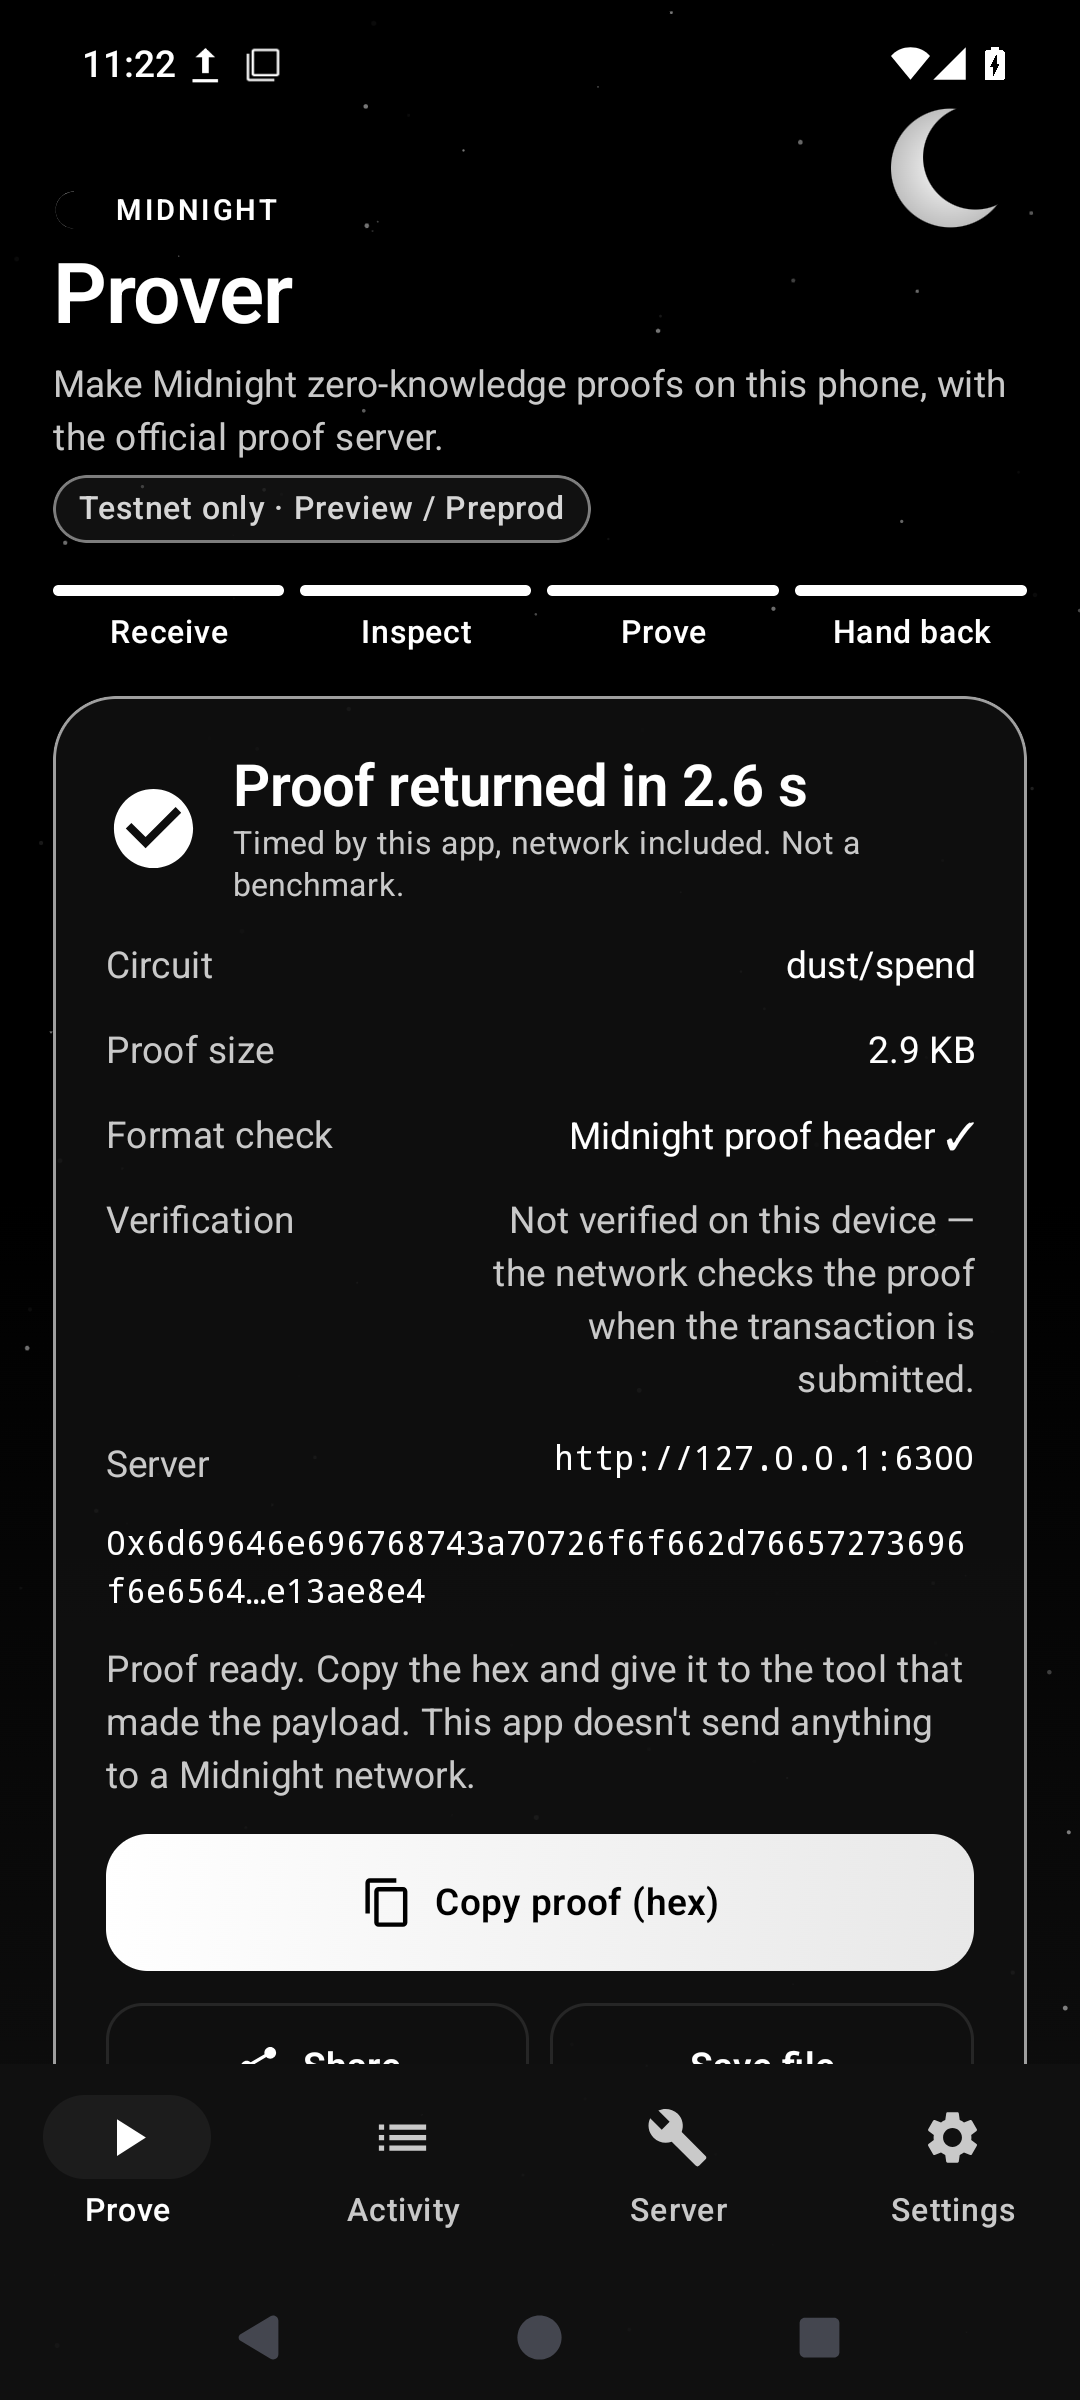 11:22
MIDNIGHT
Prover
Make Midnight zero-knowledge proofs on this phone, with
the official proof server.
Testnet only · Preview / Preprod
Receive Inspect Prove Hand back
Proof returned in 2.6 s
Timed by this app, network included. Not a
benchmark.
Circuit dust/spend
Proof size 2.9 KB
Format check Midnight proof header ✓
Verification Not verified on this device —
the network checks the proof
when the transaction is
submitted.
Server http://127.0.0.1:6300
0x6d69646e696768743a70726f6f662d76657273696
f6e6564…e13ae8e4
Proof ready. Copy the hex and give it to the tool that
made the payload. This app doesn't send anything
to a Midnight network.
Copy proof (hex)
Share Save file
Prove Activity Server Settings